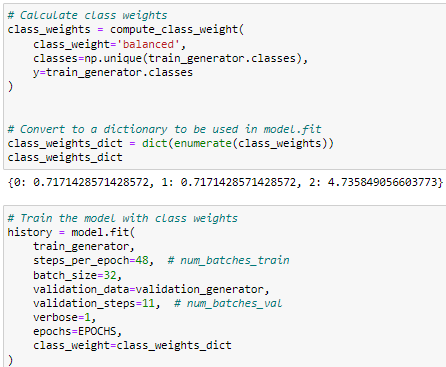 # Calculate class weights
class_weights = compute_class_weight(
    class_weight='balanced',
    classes=np.unique(train_generator.classes),
    y=train_generator.classes
)
# Convert to a dictionary to be used in model.fit
class_weights_dict = dict(enumerate(class_weights))
class_weights_dict
{0: 0.7171428571428572, 1: 0.7171428571428572, 2: 4.735849056603773}
# Train the model with class weights
history = model.fit(
    train_generator,
    steps_per_epoch=48,  # num_batches_train
    batch_size=32,
    validation_data=validation_generator,
    validation_steps=11,  # num_batches_val
    verbose=1,
    epochs=EPOCHS,
    class_weight=class_weights_dict
)